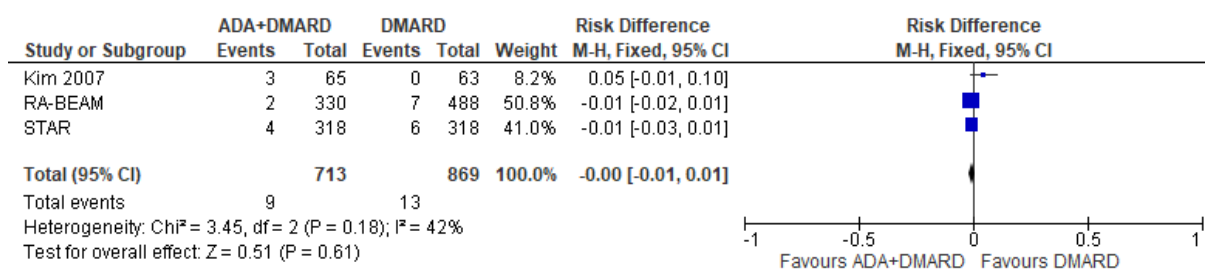 ADA+DMARD DMARD Risk Difference Risk Difference
Study or Subgroup Events Total Events Total Weight M-H, Fixed, 95% CI M-H, Fixed, 95% CI
Kim 2007 3 65 0 63 8.2% 0.05 [-0.01, 0.10]
RA-BEAM 2 330 7 488 50.8% -0.01 [-0.02, 0.01]
STAR 4 318 6 318 41.0% -0.01 [-0.03, 0.01]
Total (95% CI) 713 869 100.0% -0.00 [-0.01, 0.01]
Total events 9 13
Heterogeneity: Chi² = 3.45, df = 2 (P = 0.18); I² = 42%
Test for overall effect: Z = 0.51 (P = 0.61)
-1 -0.5 0 0.5 1
Favours ADA+DMARD Favours DMARD